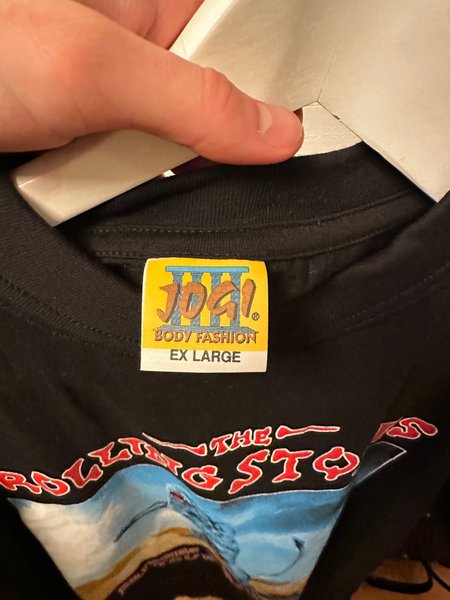 JOGI®
BODY FASHION
EX LARGE
THE
ROLLING STONES